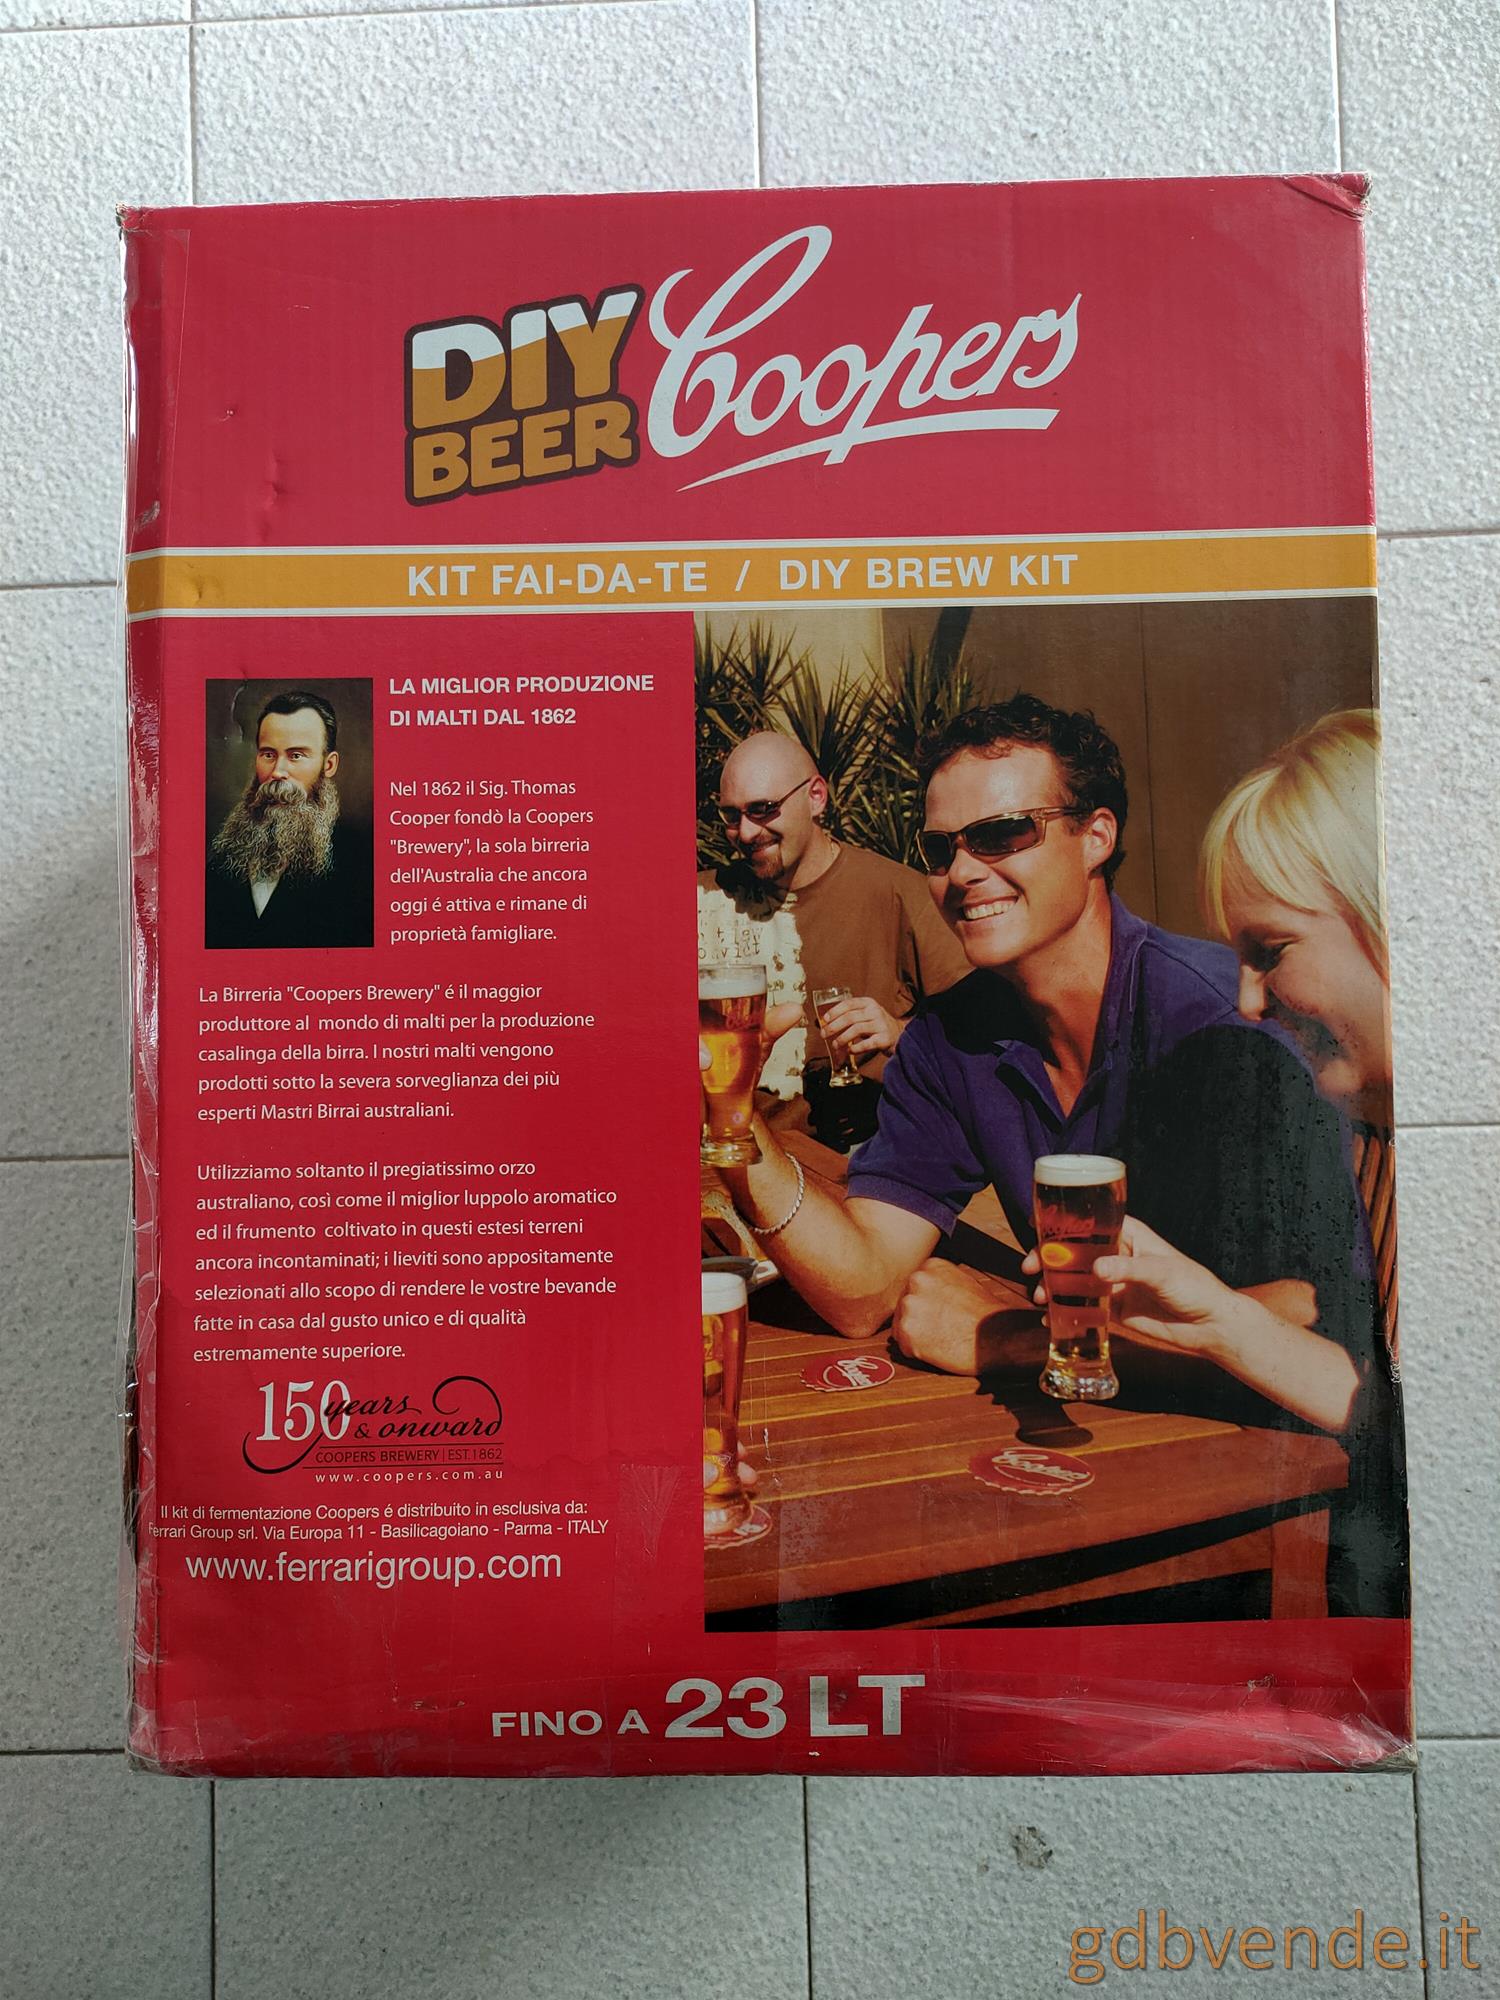 DIY
BEER
Coopers
KIT FAI-DA-TE / DIY BREW KIT
LA MIGLIOR PRODUZIONE
DI MALTI DAL 1862
Nel 1862 il Sig. Thomas
Cooper fondò la Coopers
"Brewery", la sola birreria
dell'Australia che ancora
oggi é attiva e rimane di
proprietà famigliare.
La Birreria "Coopers Brewery" é il maggior
produttore al mondo di malti per la produzione
casalinga della birra. I nostri malti vengono
prodotti sotto la severa sorveglianza dei più
esperti Mastri Birrai australiani.
Utilizziamo soltanto il pregiatissimo orzo
australiano, così come il miglior luppolo aromatico
ed il frumento coltivato in questi estesi terreni
ancora incontaminati; i lieviti sono appositamente
selezionati allo scopo di rendere le vostre bevande
fatte in casa dal gusto unico e di qualità
estremamente superiore.
150 years
& onward
COOPERS BREWERY | EST.1862
www.coopers.com.au
Il kit di fermentazione Coopers é distribuito in esclusiva da:
Ferrari Group srl. Via Europa 11 - Basilicagoiano - Parma - ITALY
www.ferrarigroup.com
Coopers
FINO A 23 LT
gdbvende.it